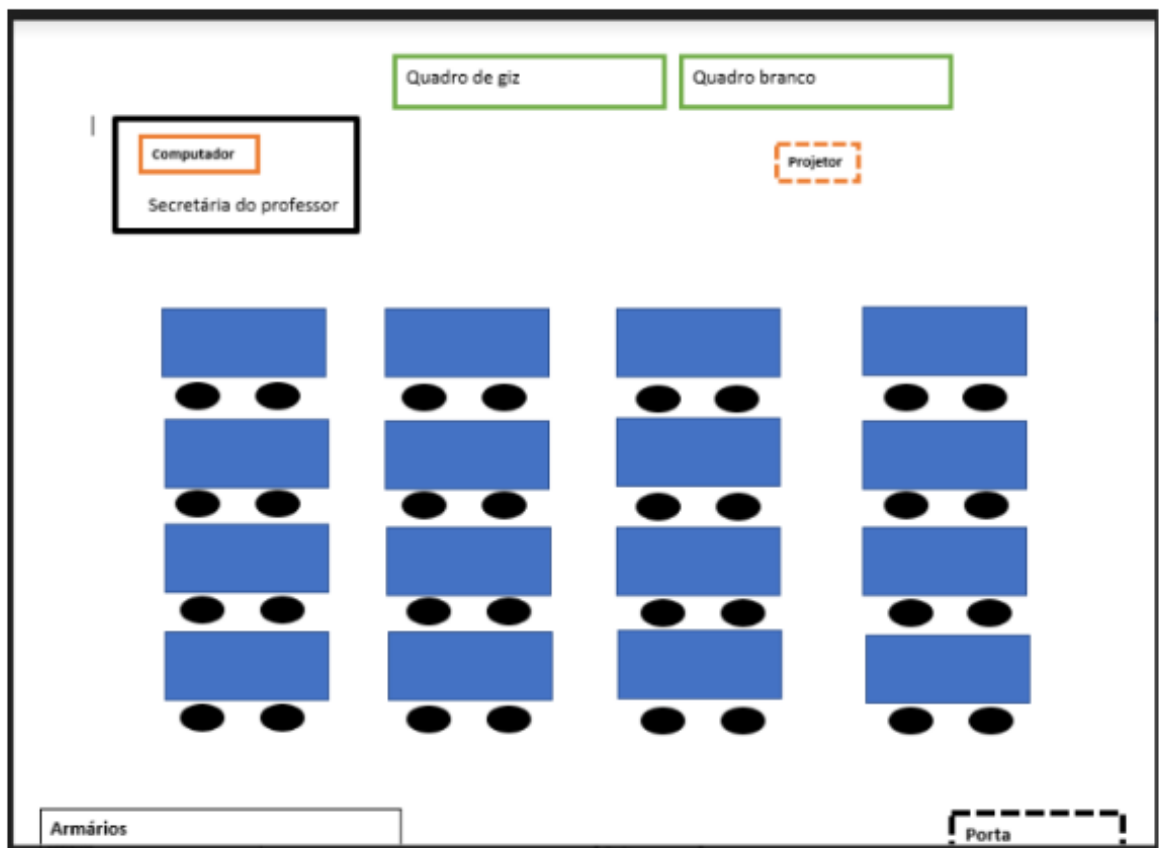 Quadro de giz
Quadro branco
Computador
Projetor
Secretária do professor
Armários
Porta